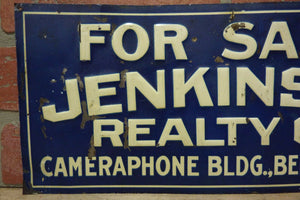 FOR SA
JENKINS
REALTY C
CAMERAPHONE BLDG., BE